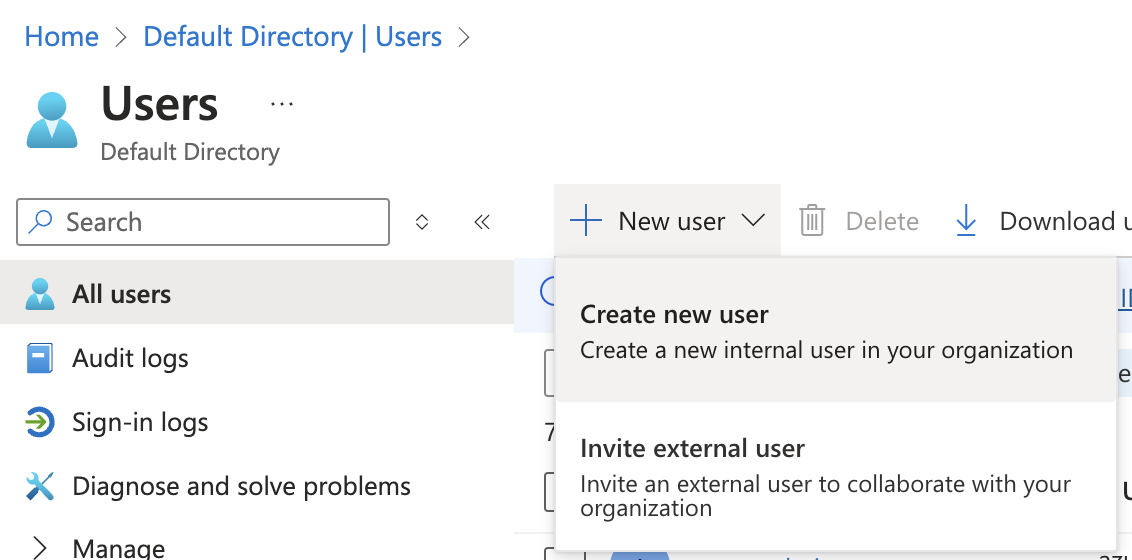 Home > Default Directory | Users >
Users ...
Default Directory
Search
New user
Delete
Download
All users
Create new user
Create a new internal user in your organization
Audit logs
Sign-in logs
7
Invite external user
Invite an external user to collaborate with your
organization
Diagnose and solve problems
Manage